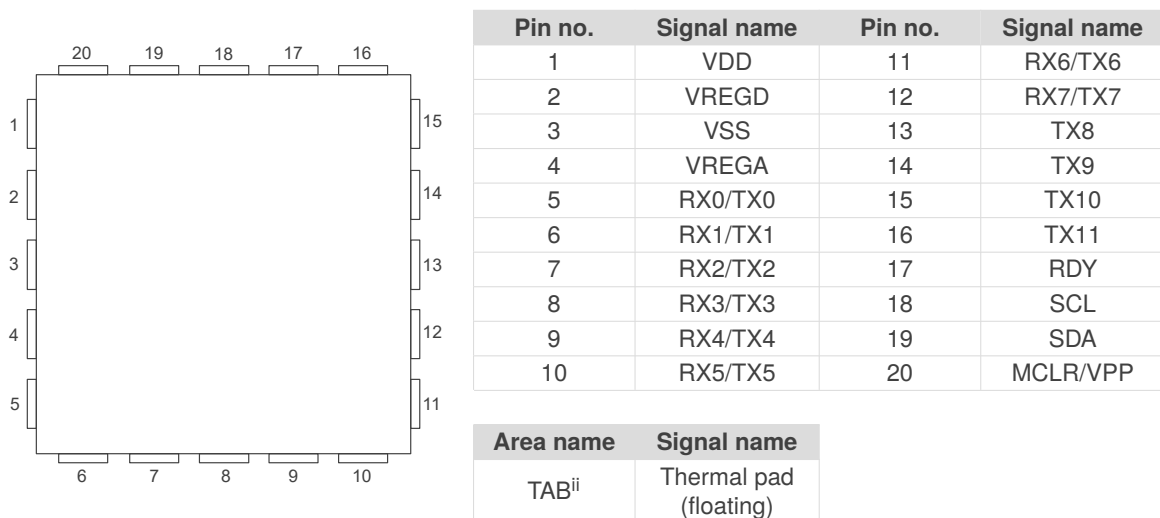 20 19 18 17 16
1 15
2 14
3 13
4 12
5 11
6 7 8 9 10
Pin no. Signal name Pin no. Signal name
1 VDD 11 RX6/TX6
2 VREGD 12 RX7/TX7
3 VSS 13 TX8
4 VREGA 14 TX9
5 RX0/TX0 15 TX10
6 RX1/TX1 16 TX11
7 RX2/TX2 17 RDY
8 RX3/TX3 18 SCL
9 RX4/TX4 19 SDA
10 RX5/TX5 20 MCLR/VPP
Area name Signal name
TABii Thermal pad
(floating)